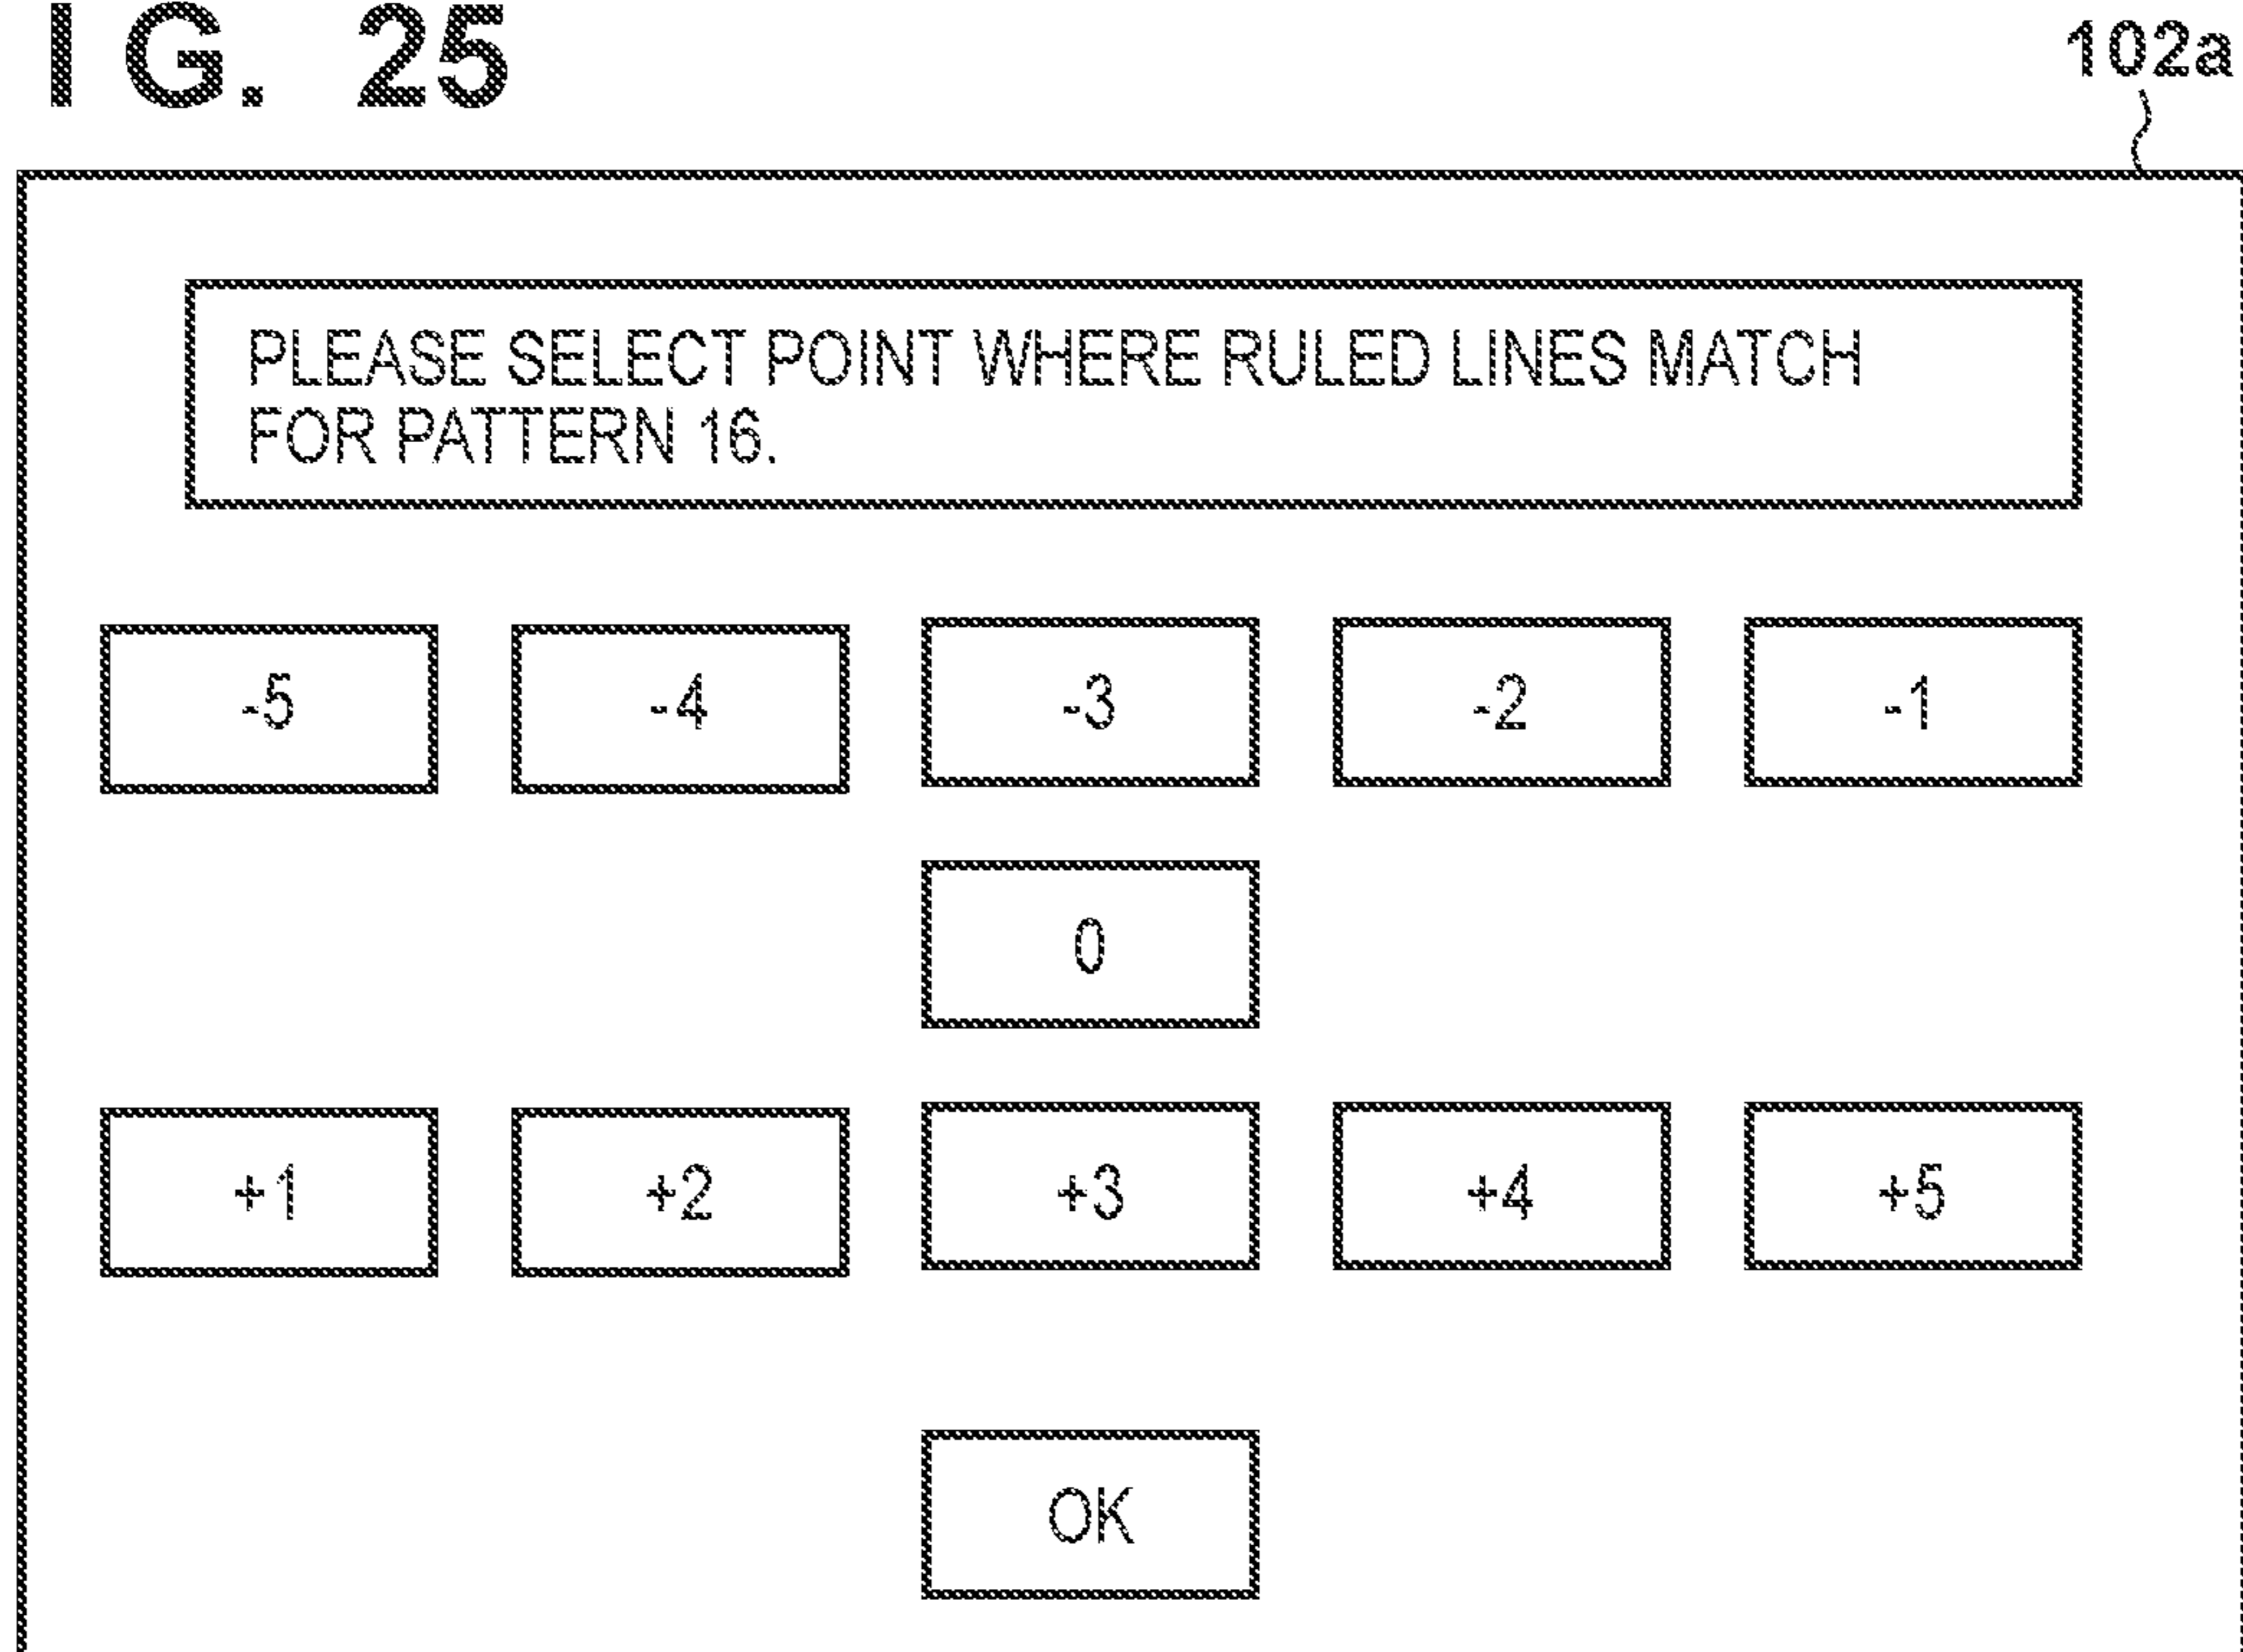 I G. 25
102a
PLEASE SELECT POINT WHERE RULED LINES MATCH
FOR PATTERN 16.
-5 -4 -3 -2 -1
0
+1 +2 +3 +4 +5
OK